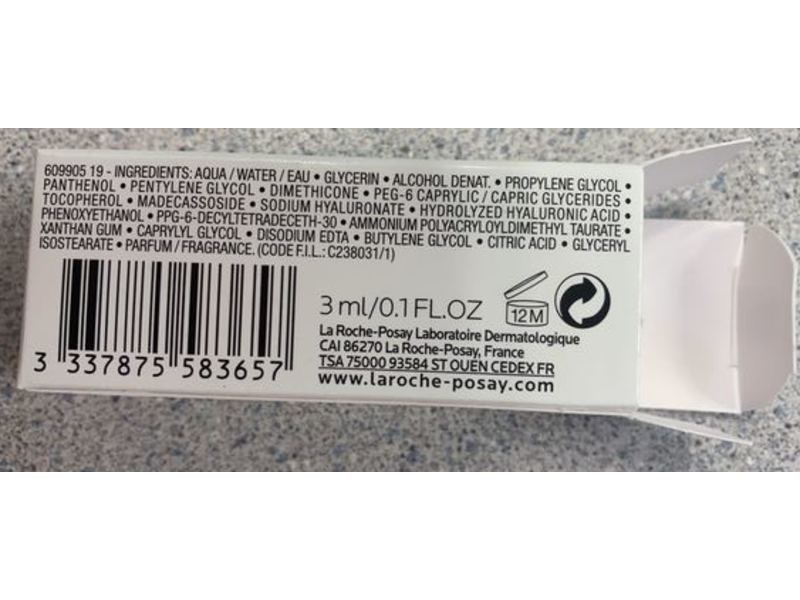 609905 19 - INGREDIENTS: AQUA / WATER / EAU • GLYCERIN • ALCOHOL DENAT. • PROPYLENE GLYCOL •
PANTHENOL • PENTYLENE GLYCOL • DIMETHICONE • PEG-6 CAPRYLIC / CAPRIC GLYCERIDES •
TOCOPHEROL • MADECASSOSIDE • SODIUM HYALURONATE • HYDROLYZED HYALURONIC ACID •
PHENOXYETHANOL • PPG-6-DECYLTETRADECETH-30 • AMMONIUM POLYACRYLOYLDIMETHYL TAURATE •
XANTHAN GUM • CAPRYLYL GLYCOL • DISODIUM EDTA • BUTYLENE GLYCOL • CITRIC ACID • GLYCERYL
ISOSTEARATE • PARFUM / FRAGRANCE. (CODE F.I.L.: C238031/1)
3 ml/0.1 FL.OZ
12 M
La Roche-Posay Laboratoire Dermatologique
CAI 86270 La Roche-Posay, France
TSA 75000 93584 ST OUEN CEDEX FR
www.laroche-posay.com
3 337875 583657